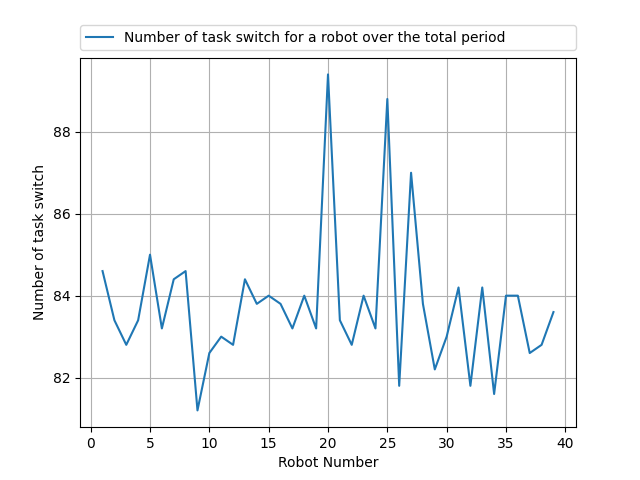 Number of task switch for a robot over the total period
88
86
84
82
Number of task switch
0 5 10 15 20 25 30 35 40
Robot Number